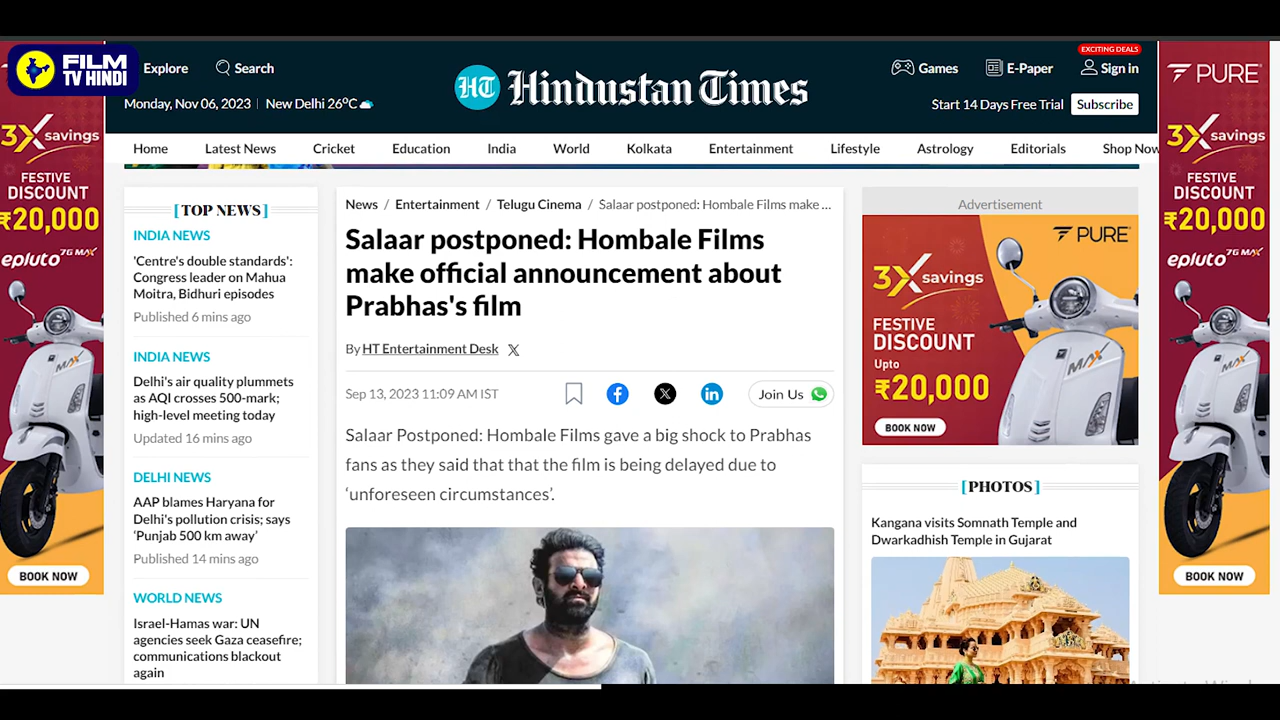 FILM
TV HINDI
Explore
Search
HT Hindustan Times
EXCITING DEALS
Games
E-Paper
Sign in
Monday, Nov 06, 2023 | New Delhi 26°C
Start 14 Days Free Trial
Subscribe
Home
Latest News
Cricket
Education
India
World
Kolkata
Entertainment
Lifestyle
Astrology
Editorials
Shop Now
PURE
3X savings
FESTIVE
DISCOUNT
₹20,000
epluto 7G MAX
MAX
BOOK NOW
[TOP NEWS]
INDIA NEWS
'Centre's double standards':
Congress leader on Mahua
Moitra, Bidhuri episodes
Published 6 mins ago
INDIA NEWS
Delhi's air quality plummets
as AQI crosses 500-mark;
high-level meeting today
Updated 16 mins ago
DELHI NEWS
AAP blames Haryana for
Delhi's pollution crisis; says
‘Punjab 500 km away’
Published 14 mins ago
WORLD NEWS
Israel-Hamas war: UN
agencies seek Gaza ceasefire;
communications blackout
again
News / Entertainment / Telugu Cinema / Salaar postponed: Hombale Films make ...
Salaar postponed: Hombale Films
make official announcement about
Prabhas's film
By HT Entertainment Desk
Sep 13, 2023 11:09 AM IST
Join Us
Salaar Postponed: Hombale Films gave a big shock to Prabhas
fans as they said that that the film is being delayed due to
‘unforeseen circumstances’.
Advertisement
PURE
3X savings
FESTIVE
DISCOUNT
Upto
₹20,000
BOOK NOW
MAX
[PHOTOS]
Kangana visits Somnath Temple and
Dwarkadhish Temple in Gujarat
PURE
3X savings
FESTIVE
DISCOUNT
₹20,000
epluto 7G MAX
MAX
BOOK NOW